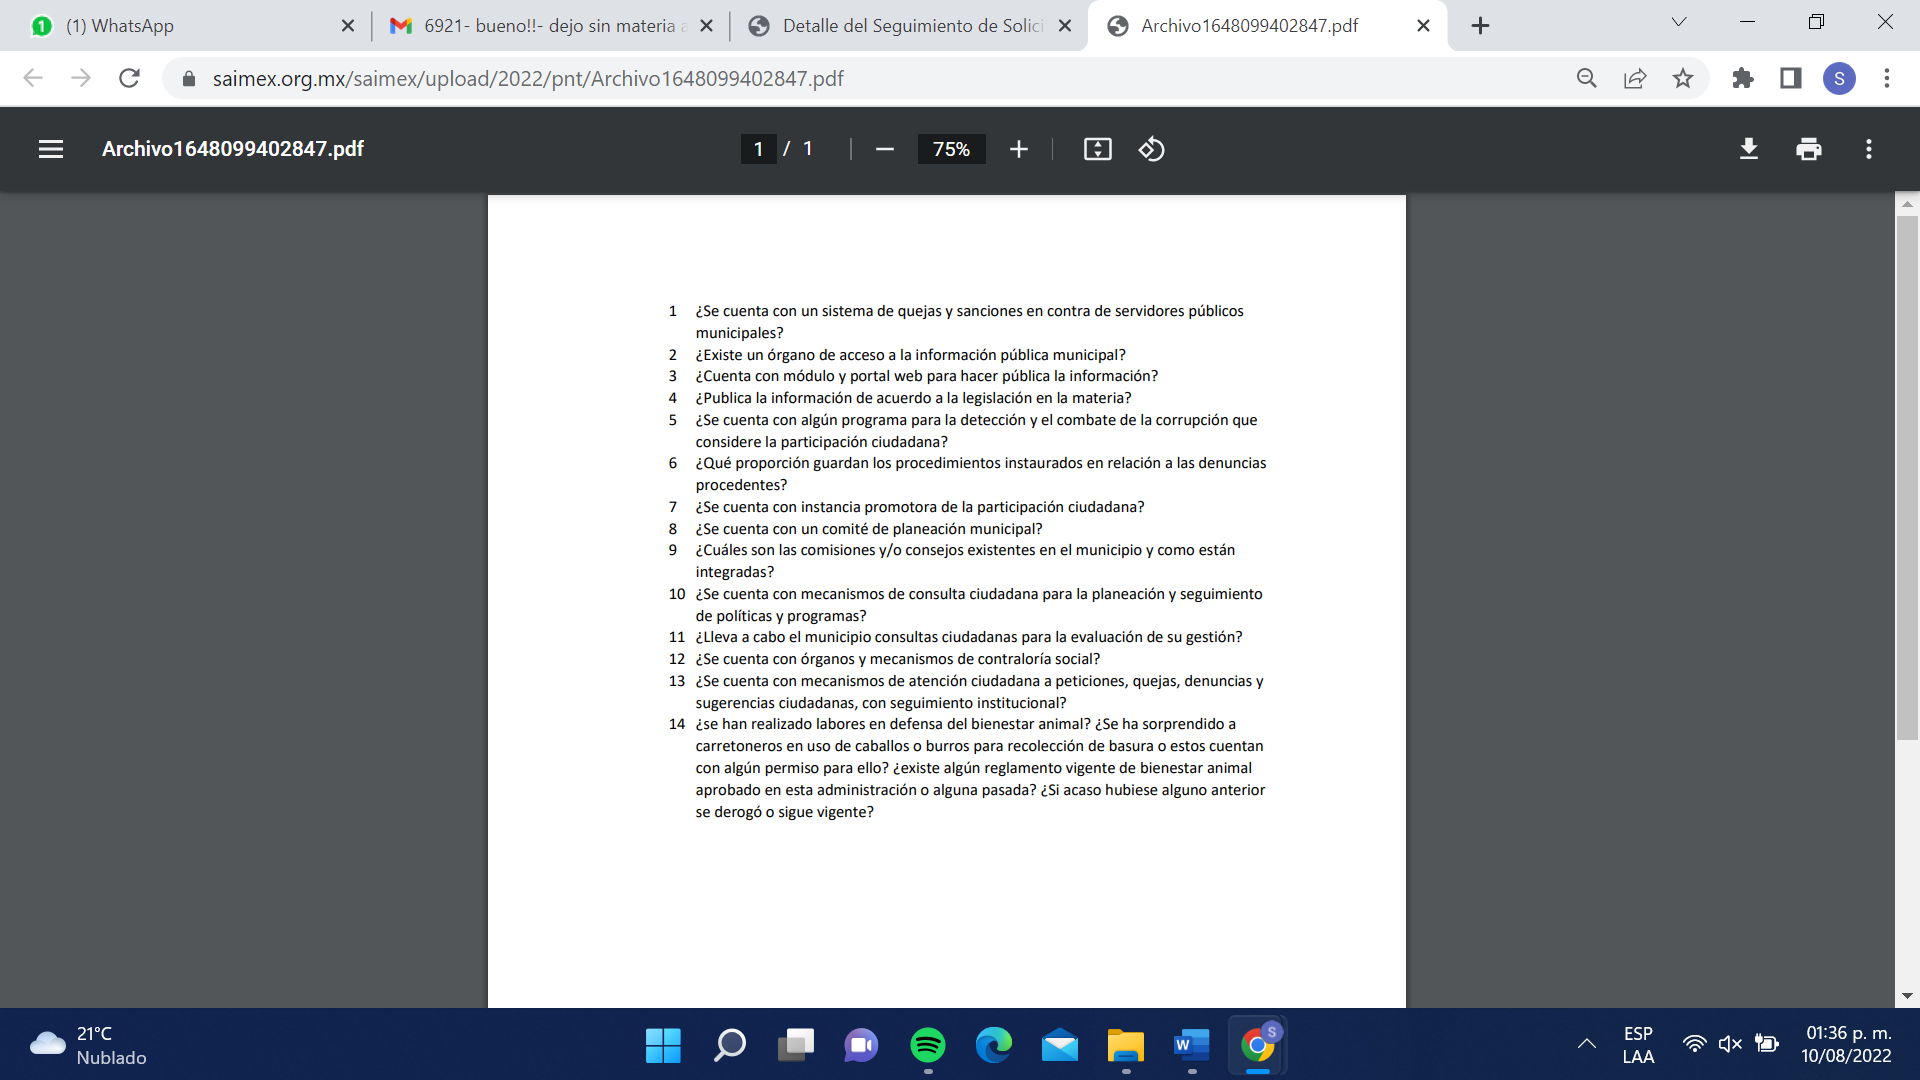 (1) WhatsApp
6921- bueno!!- dejo sin materia a
Detalle del Seguimiento de Solici
Archivo1648099402847.pdf
saimex.org.mx/saimex/upload/2022/pnt/Archivo1648099402847.pdf
S
Archivo1648099402847.pdf
1 / 1
75%
1 ¿Se cuenta con un sistema de quejas y sanciones en contra de servidores públicos
municipales?
2 ¿Existe un órgano de acceso a la información pública municipal?
3 ¿Cuenta con módulo y portal web para hacer pública la información?
4 ¿Publica la información de acuerdo a la legislación en la materia?
5 ¿Se cuenta con algún programa para la detección y el combate de la corrupción que
considere la participación ciudadana?
6 ¿Qué proporción guardan los procedimientos instaurados en relación a las denuncias
procedentes?
7 ¿Se cuenta con instancia promotora de la participación ciudadana?
8 ¿Se cuenta con un comité de planeación municipal?
9 ¿Cuáles son las comisiones y/o consejos existentes en el municipio y como están
integradas?
10 ¿Se cuenta con mecanismos de consulta ciudadana para la planeación y seguimiento
de políticas y programas?
11 ¿Lleva a cabo el municipio consultas ciudadanas para la evaluación de su gestión?
12 ¿Se cuenta con órganos y mecanismos de contraloría social?
13 ¿Se cuenta con mecanismos de atención ciudadana a peticiones, quejas, denuncias y
sugerencias ciudadanas, con seguimiento institucional?
14 ¿se han realizado labores en defensa del bienestar animal? ¿Se ha sorprendido a
carretoneros en uso de caballos o burros para recolección de basura o estos cuentan
con algún permiso para ello? ¿existe algún reglamento vigente de bienestar animal
aprobado en esta administración o alguna pasada? ¿Si acaso hubiese alguno anterior
se derogó o sigue vigente?
21°C
Nublado
ESP
LAA
01:36 p. m.
10/08/2022